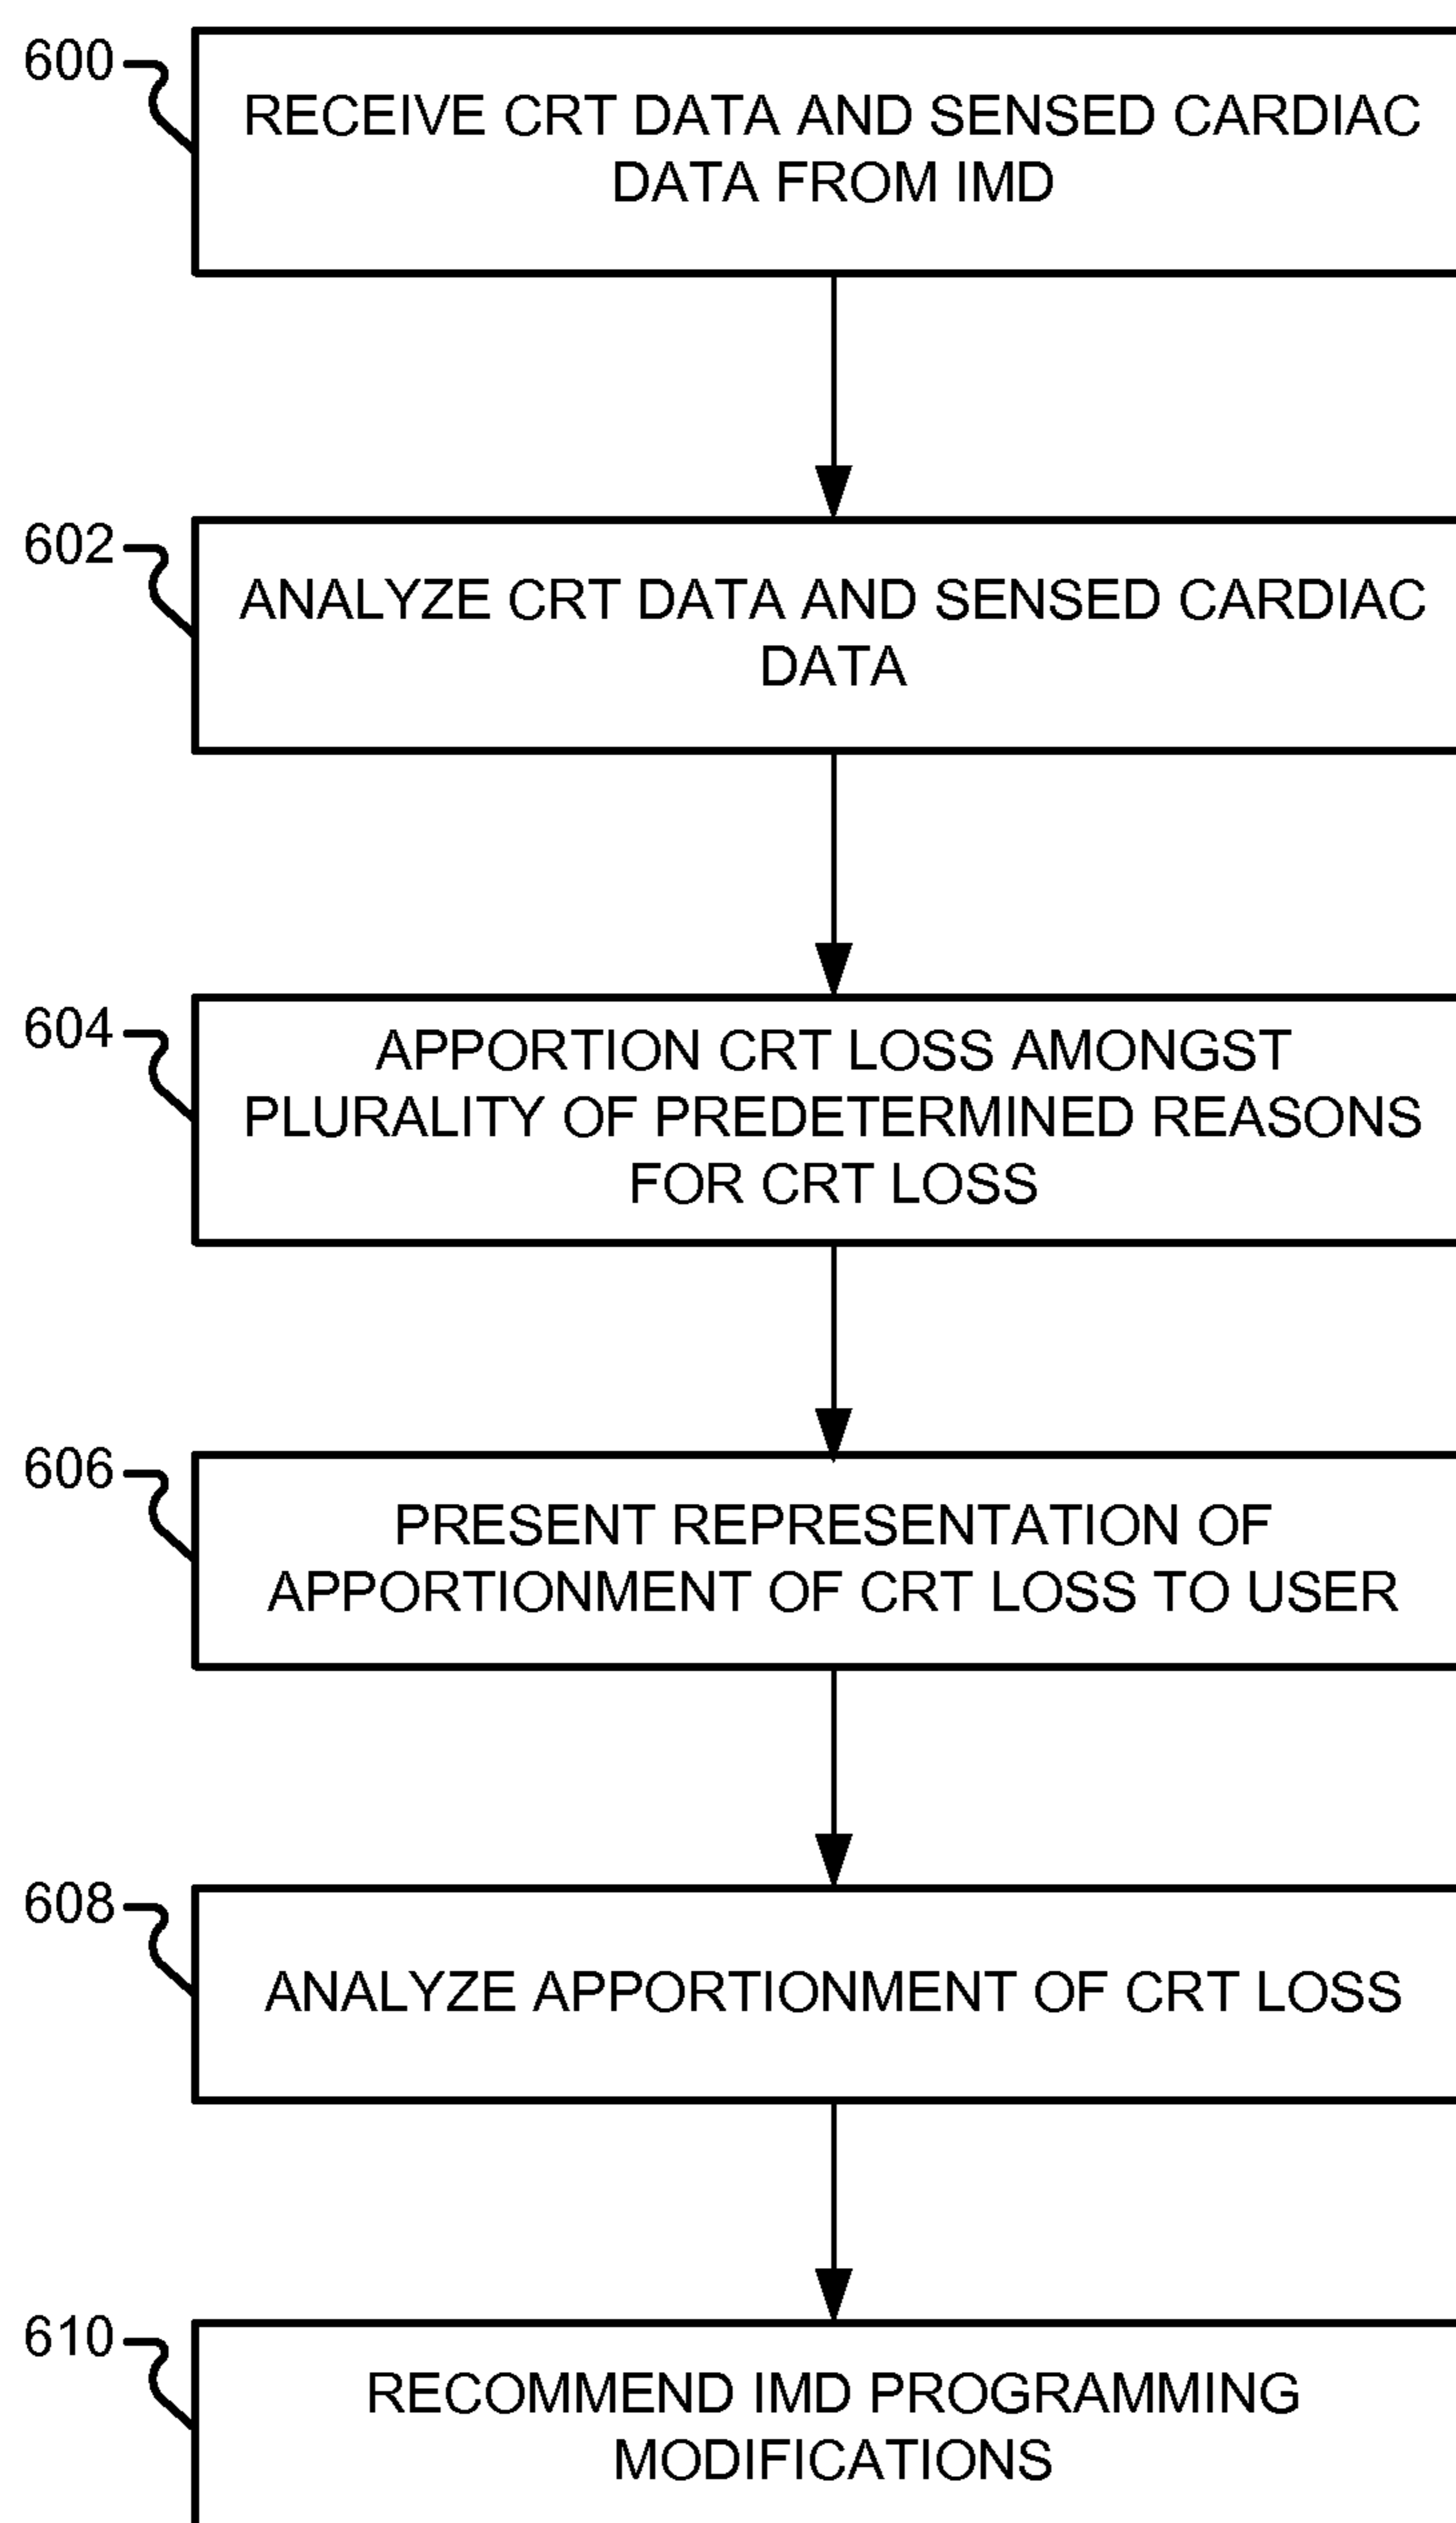 600
RECEIVE CRT DATA AND SENSED CARDIAC
DATA FROM IMD
602
ANALYZE CRT DATA AND SENSED CARDIAC
DATA
604
APPORTION CRT LOSS AMONGST
PLURALITY OF PREDETERMINED REASONS
FOR CRT LOSS
606
PRESENT REPRESENTATION OF
APPORTIONMENT OF CRT LOSS TO USER
608
ANALYZE APPORTIONMENT OF CRT LOSS
610
RECOMMEND IMD PROGRAMMING
MODIFICATIONS